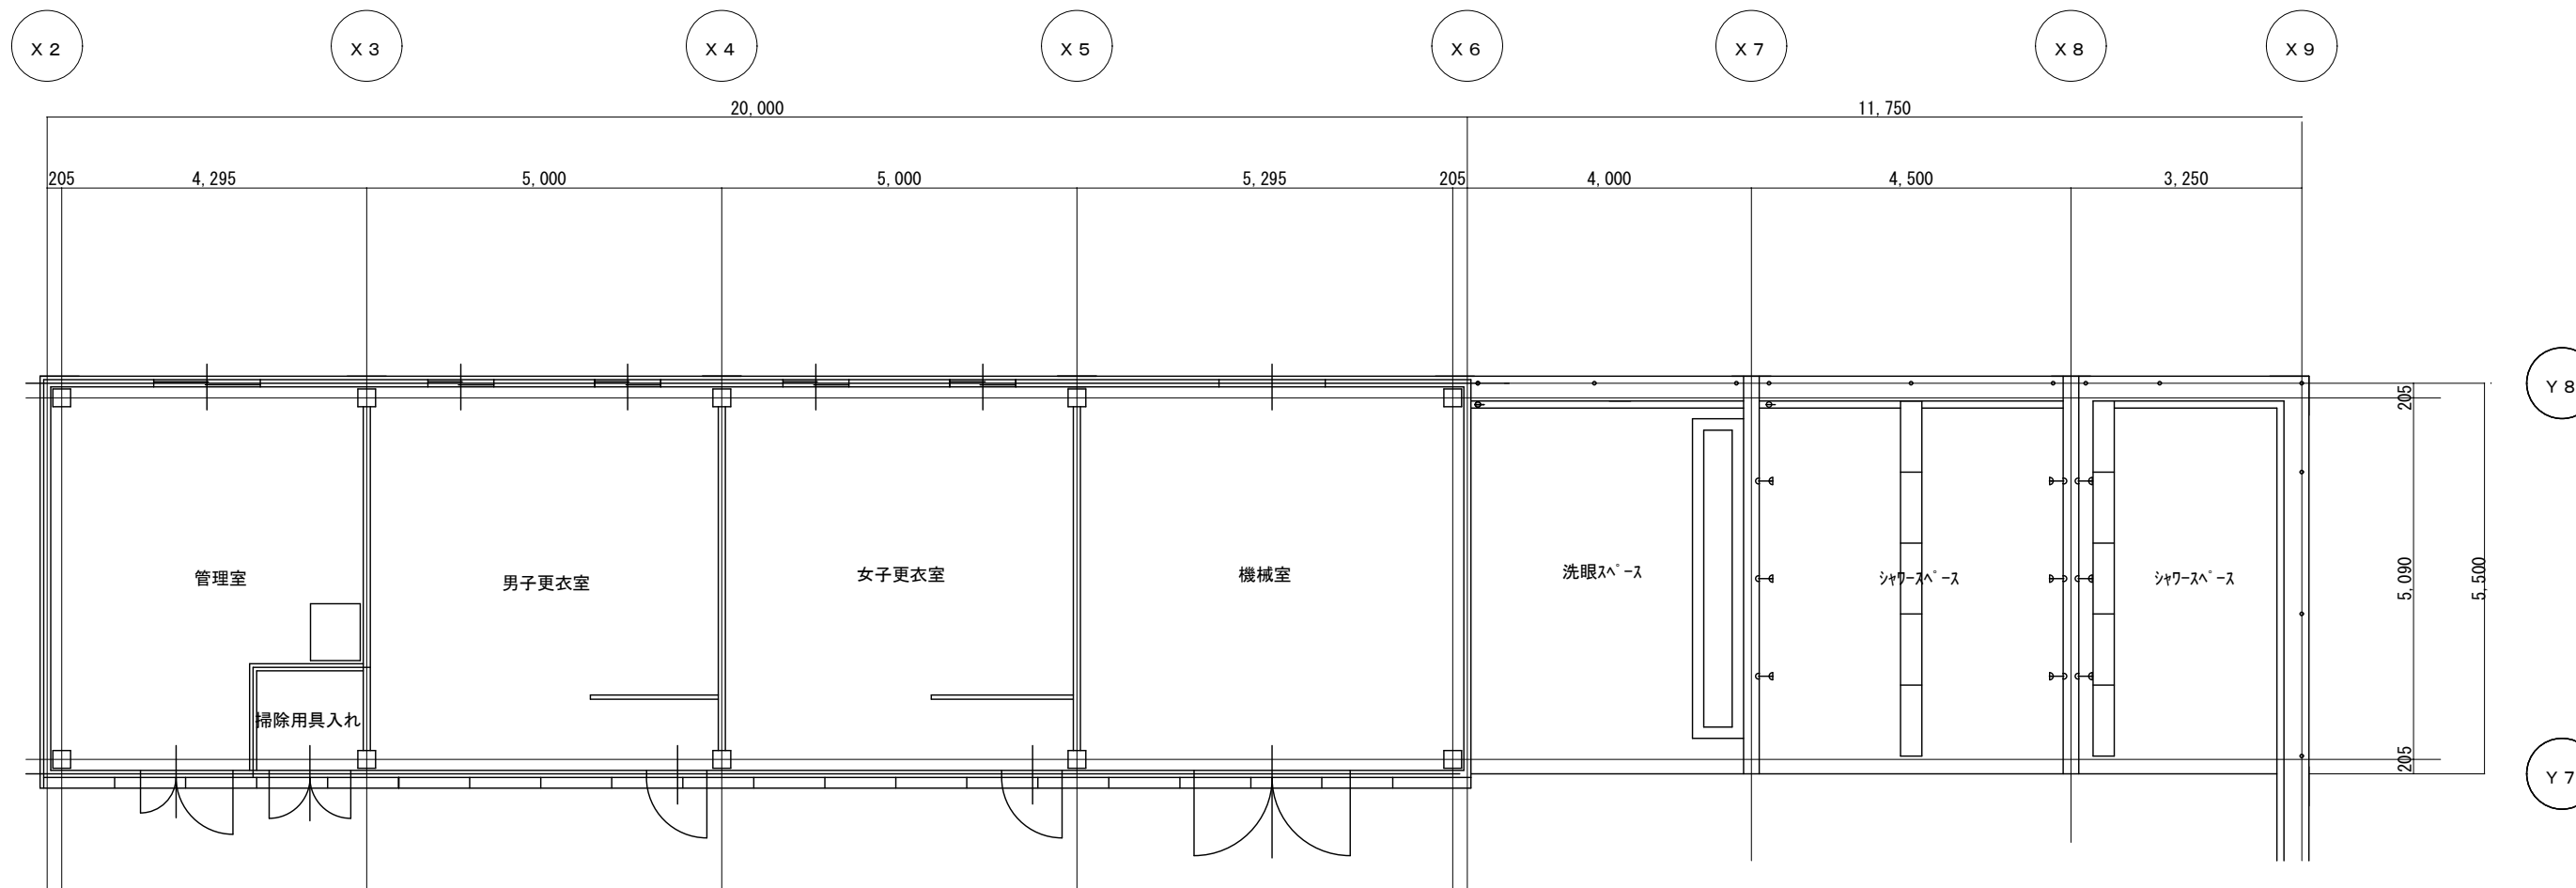 X2 X3 X4 X5 X6 X7 X8 X9
20,000 11,750
205 4,295 5,000 5,000 5,295 205 4,000 4,500 3,250
Y8
205
管理室 男子更衣室 女子更衣室 機械室 洗眼ｽﾍﾟｰｽ ｼｬﾜｰｽﾍﾟｰｽ ｼｬﾜｰｽﾍﾟｰｽ
5,090 5,500
掃除用具入れ
205
Y7